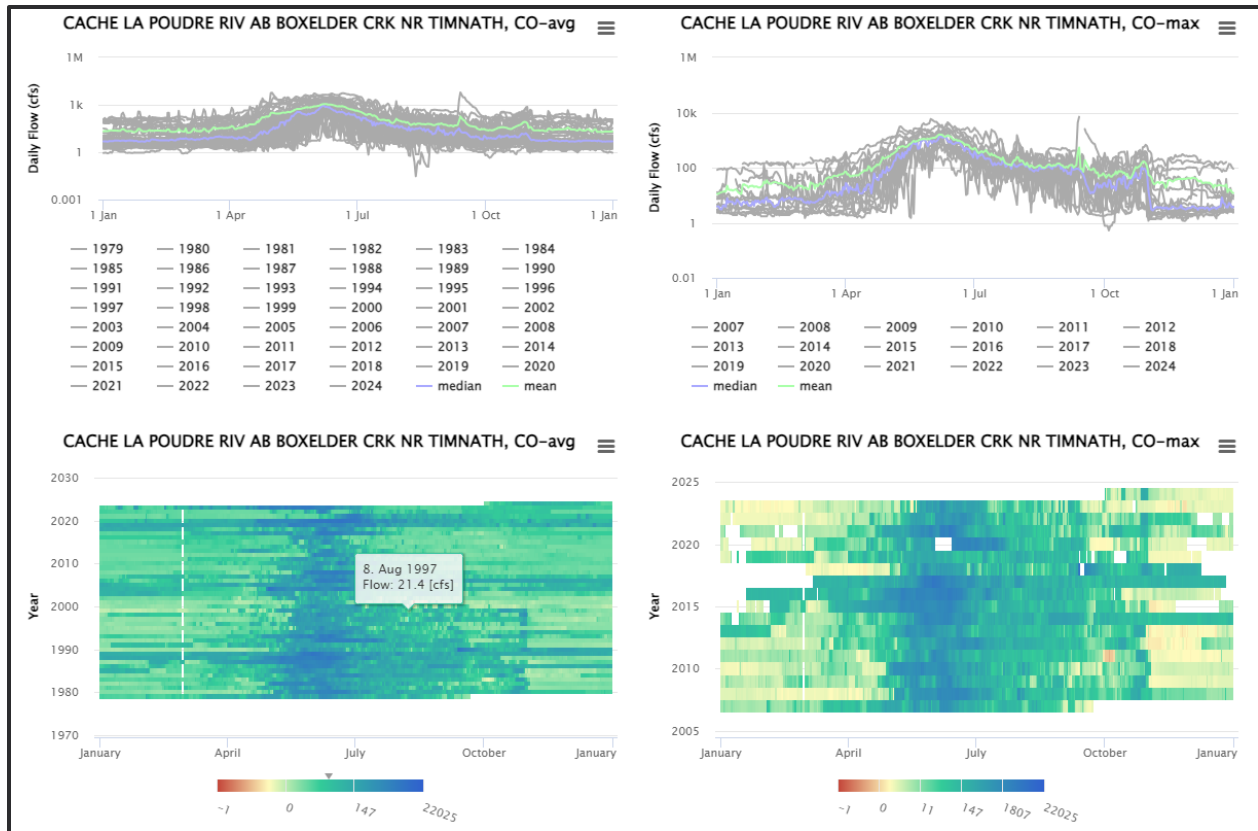 CACHE LA POUDRE RIV AB BOXELDER CRK NR TIMNATH, CO-avg
1M
1k
1
0.001
Daily Flow (cfs)
1 Jan
1 Apr
1 Jul
1 Oct
1 Jan
1979 1980 1981 1982 1983 1984
1985 1986 1987 1988 1989 1990
1991 1992 1993 1994 1995 1996
1997 1998 1999 2000 2001 2002
2003 2004 2005 2006 2007 2008
2009 2010 2011 2012 2013 2014
2015 2016 2017 2018 2019 2020
2021 2022 2023 2024 median mean
CACHE LA POUDRE RIV AB BOXELDER CRK NR TIMNATH, CO-max
1M
10k
100
1
0.01
Daily Flow (cfs)
1 Jan
1 Apr
1 Jul
1 Oct
1 Jan
2007 2008 2009 2010 2011 2012
2013 2014 2015 2016 2017 2018
2019 2020 2021 2022 2023 2024
median mean
CACHE LA POUDRE RIV AB BOXELDER CRK NR TIMNATH, CO-avg
2030
2020
2010
2000
1990
1980
1970
Year
8. Aug 1997
Flow: 21.4 [cfs]
January
April
July
October
January
-1
0
147
22025
CACHE LA POUDRE RIV AB BOXELDER CRK NR TIMNATH, CO-max
2025
2020
2015
2010
2005
Year
January
April
July
October
January
-1
0
11
147
1807
22025